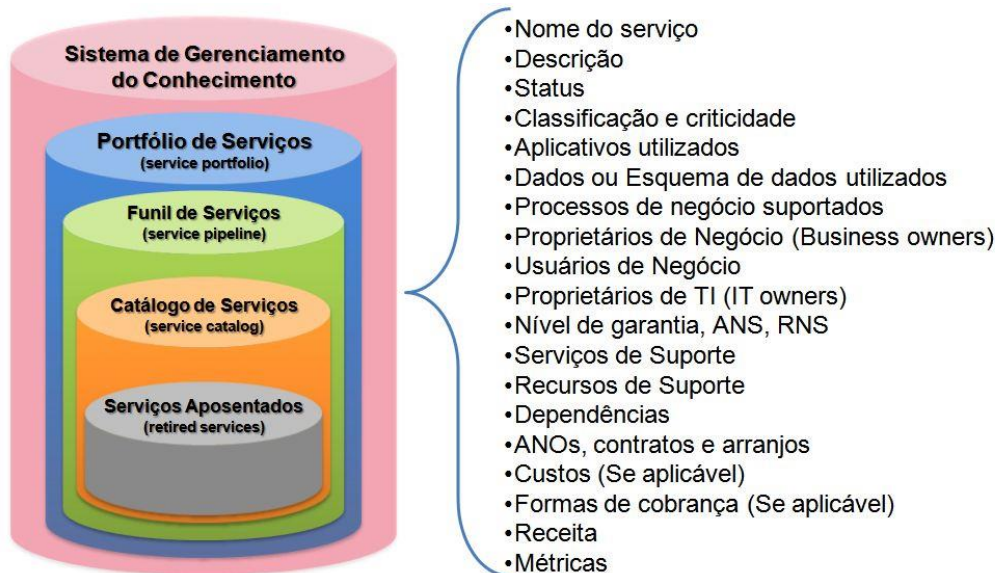 Sistema de Gerenciamento
do Conhecimento
Portfólio de Serviços
(service portfolio)
Funil de Serviços
(service pipeline)
Catálogo de Serviços
(service catalog)
Serviços Aposentados
(retired services)
•Nome do serviço
•Descrição
•Status
•Classificação e criticidade
•Aplicativos utilizados
•Dados ou Esquema de dados utilizados
•Processos de negócio suportados
•Proprietários de Negócio (Business owners)
•Usuários de Negócio
•Proprietários de TI (IT owners)
•Nível de garantia, ANS, RNS
•Serviços de Suporte
•Recursos de Suporte
•Dependências
•ANOs, contratos e arranjos
•Custos (Se aplicável)
•Formas de cobrança (Se aplicável)
•Receita
•Métricas